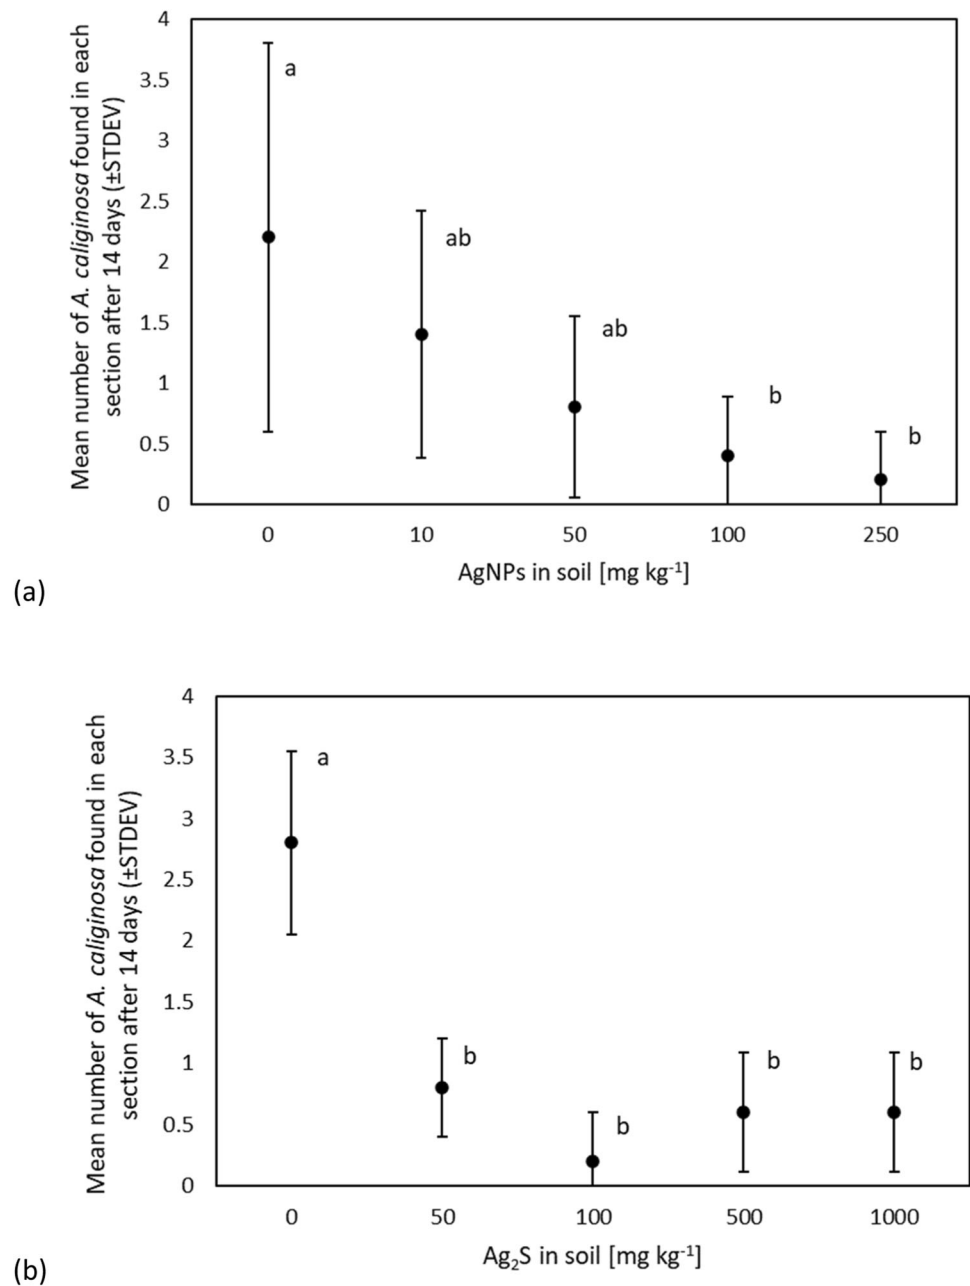 Mean number of A. caliginosa found in each
section after 14 days (±STDEV)
4
3.5
3
2.5
2
1.5
1
0.5
0
a
ab
ab
b
b
0 10 50 100 250
AgNPs in soil [mg kg⁻¹]
(a)
Mean number of A. caliginosa found in each
section after 14 days (±STDEV)
4
3.5
3
2.5
2
1.5
1
0.5
0
a
b
b
b
b
0 50 100 500 1000
Ag₂S in soil [mg kg⁻¹]
(b)